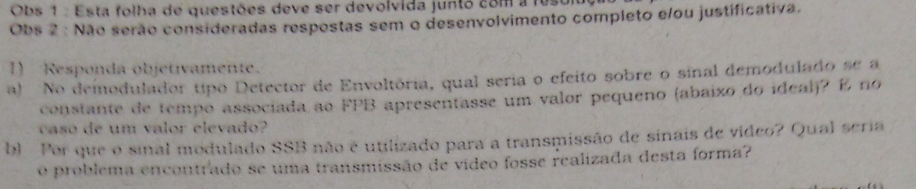 Obs 1 : Esta folha de questões deve ser devolvida junto com a
Obs 2 : Não serão consideradas respostas sem o desenvolvimento completo e/ou justificativa.
1) Responda objetivamente.
a) No demodulador tipo Detector de Envoltória, qual seria o efeito sobre o sinal demodulado se a
constante de tempo associada ao FPB apresentasse um valor pequeno (abaixo do ideal)? E no
caso de um valor elevado?
b) Por que o sinal modulado SSB não é utilizado para a transmissão de sinais de vídeo? Qual seria
o problema encontrado se uma transmissão de vídeo fosse realizada desta forma?